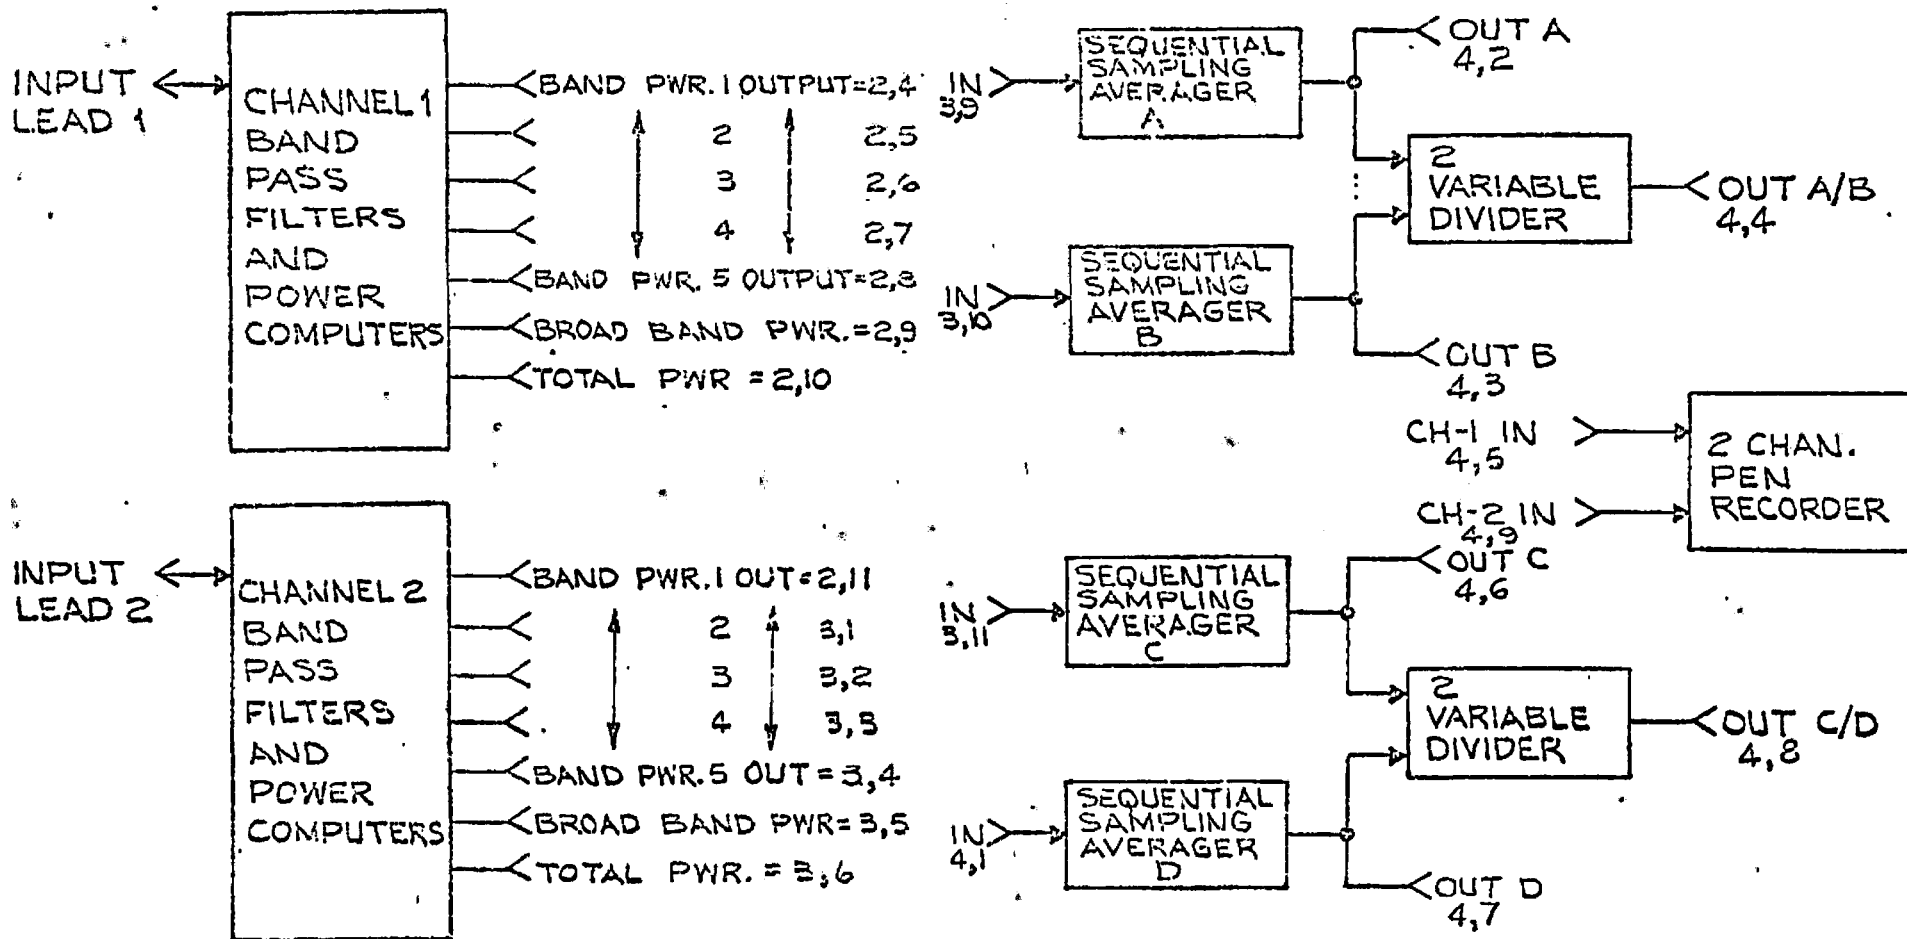 INPUT
LEAD 1
CHANNEL 1
BAND
PASS
FILTERS
AND
POWER
COMPUTERS
BAND PWR. 1 OUTPUT=2,4
2 2,5
3 2,6
4 2,7
BAND PWR. 5 OUTPUT=2,8
BROAD BAND PWR.=2,9
TOTAL PWR =2,10
IN
3,9
SEQUENTIAL
SAMPLING
AVERAGER
A
OUT A
4,2
2
VARIABLE
DIVIDER
OUT A/B
4,4
IN
3,10
SEQUENTIAL
SAMPLING
AVERAGER
B
OUT B
4,3
CH-1 IN
4,5
CH-2 IN
4,9
2 CHAN.
PEN
RECORDER
INPUT
LEAD 2
CHANNEL 2
BAND
PASS
FILTERS
AND
POWER
COMPUTERS
BAND PWR. 1 OUT=2,11
2 3,1
3 3,2
4 3,3
BAND PWR. 5 OUT=3,4
BROAD BAND PWR=3,5
TOTAL PWR. =3,6
IN
3,11
SEQUENTIAL
SAMPLING
AVERAGER
C
OUT C
4,6
2
VARIABLE
DIVIDER
OUT C/D
4,8
IN
4,1
SEQUENTIAL
SAMPLING
AVERAGER
D
OUT D
4,7